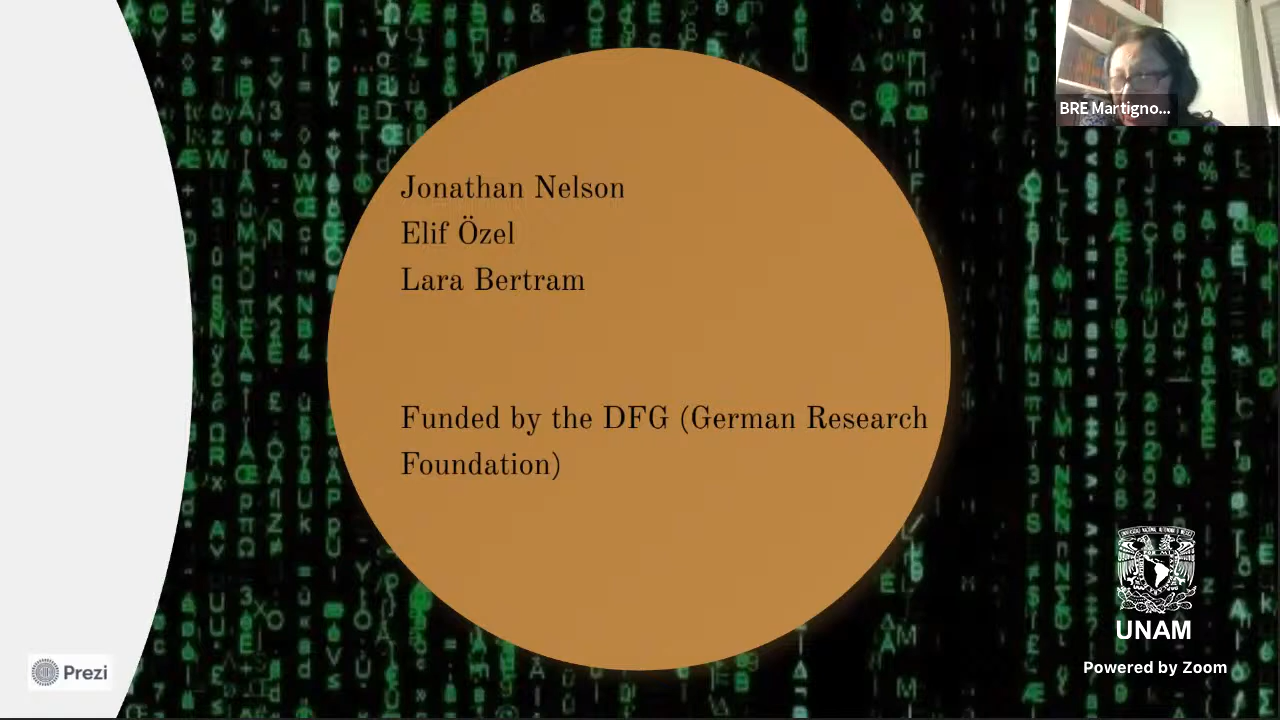 BRE Martigno...
Jonathan Nelson
Elif Özel
Lara Bertram
Funded by the DFG (German Research
Foundation)
UNAM
Powered by Zoom
Prezi